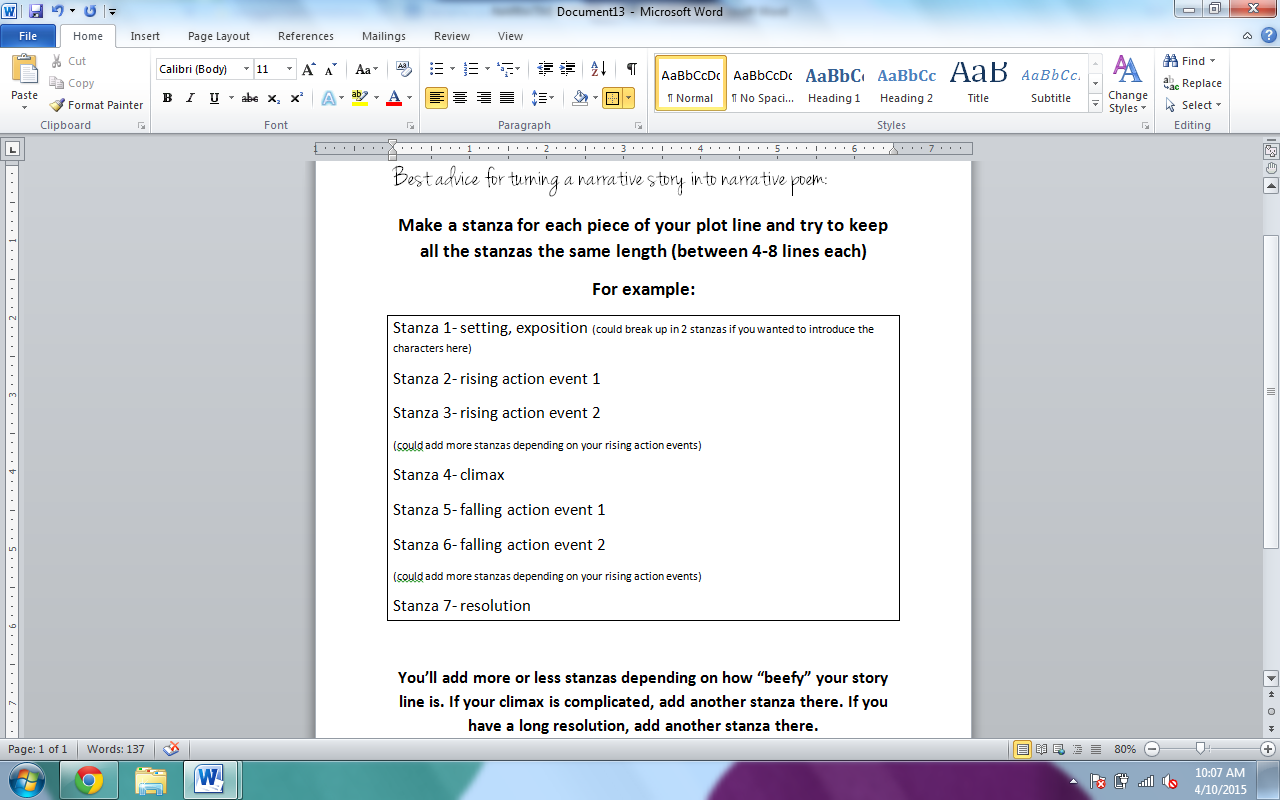 Document13 - Microsoft Word
File Home Insert Page Layout References Mailings Review View
Paste
Cut
Copy
Format Painter
Clipboard
Calibri (Body) 11
Font
Paragraph
AaBbCcDc AaBbCcDc AaBbCc AaBbCc AaB AaBbCc.
¶ Normal ¶ No Spaci... Heading 1 Heading 2 Title Subtitle
Change Styles
Styles
Find
Replace
Select
Editing
1 2 3 4 5 6 7
Best advice for turning a narrative story into narrative poem:
Make a stanza for each piece of your plot line and try to keep
all the stanzas the same length (between 4-8 lines each)
For example:
Stanza 1- setting, exposition (could break up in 2 stanzas if you wanted to introduce the
characters here)
Stanza 2- rising action event 1
Stanza 3- rising action event 2
(could add more stanzas depending on your rising action events)
Stanza 4- climax
Stanza 5- falling action event 1
Stanza 6- falling action event 2
(could add more stanzas depending on your rising action events)
Stanza 7- resolution
You’ll add more or less stanzas depending on how “beefy” your story
line is. If your climax is complicated, add another stanza there. If you
have a long resolution, add another stanza there.
Page: 1 of 1 Words: 137 80%
10:07 AM
4/10/2015